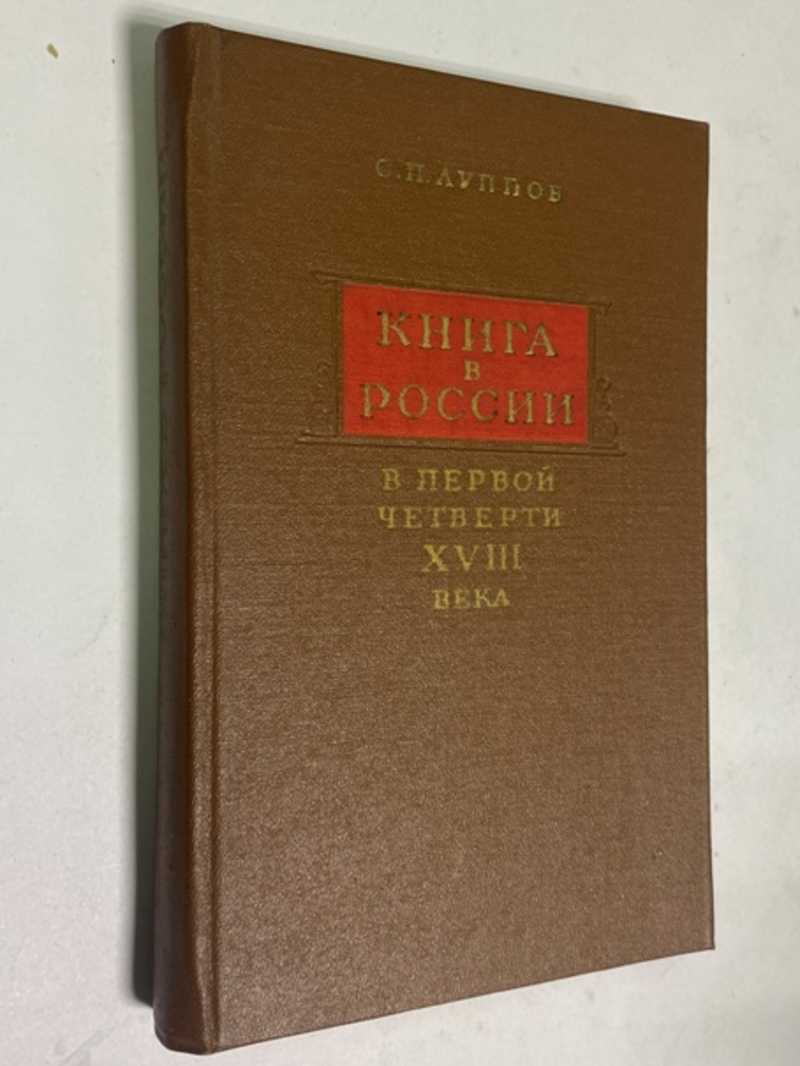 С.П.ЛУППОВ
КНИГА
В
РОССИИ
В ПЕРВОЙ
ЧЕТВЕРТИ
XVIII
ВЕКА